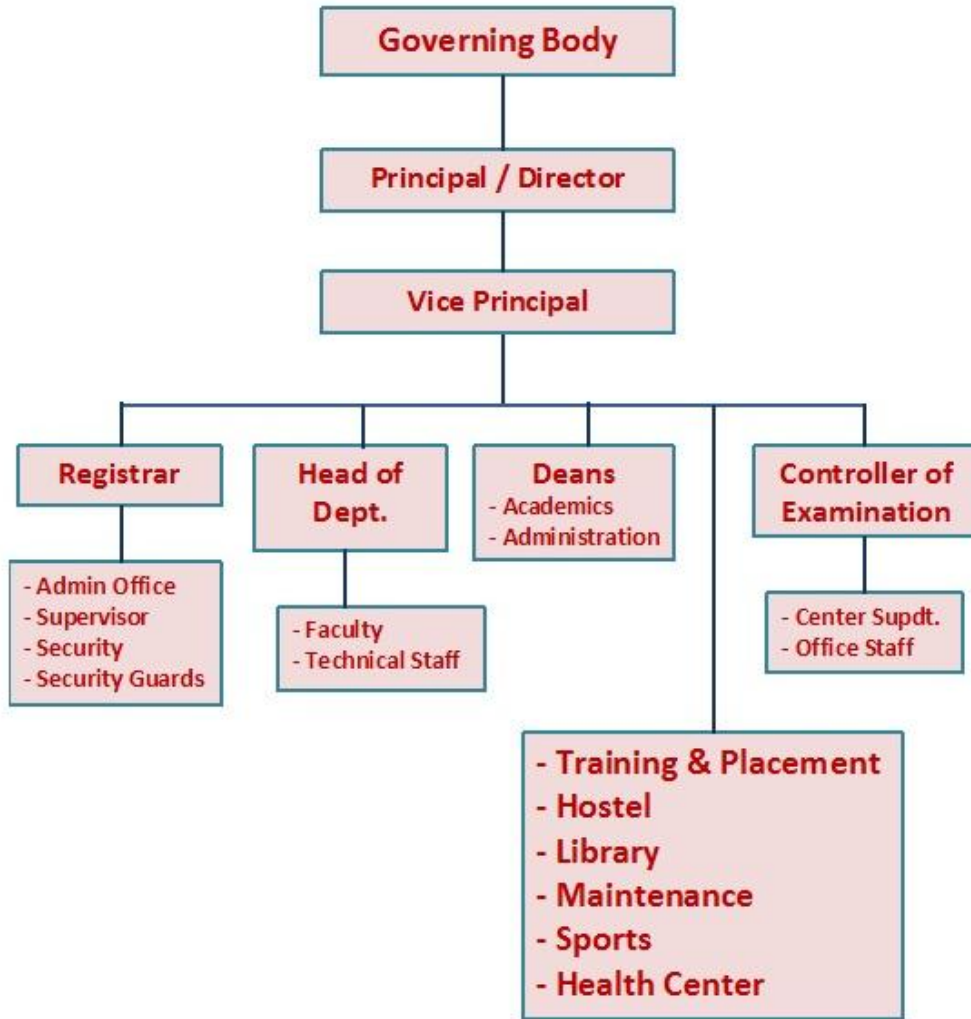 Governing Body
Principal / Director
Vice Principal
Registrar
- Admin Office
- Supervisor
- Security
- Security Guards
Head of
Dept.
- Faculty
- Technical Staff
Deans
- Academics
- Administration
Controller of
Examination
- Center Supdt.
- Office Staff
- Training & Placement
- Hostel
- Library
- Maintenance
- Sports
- Health Center